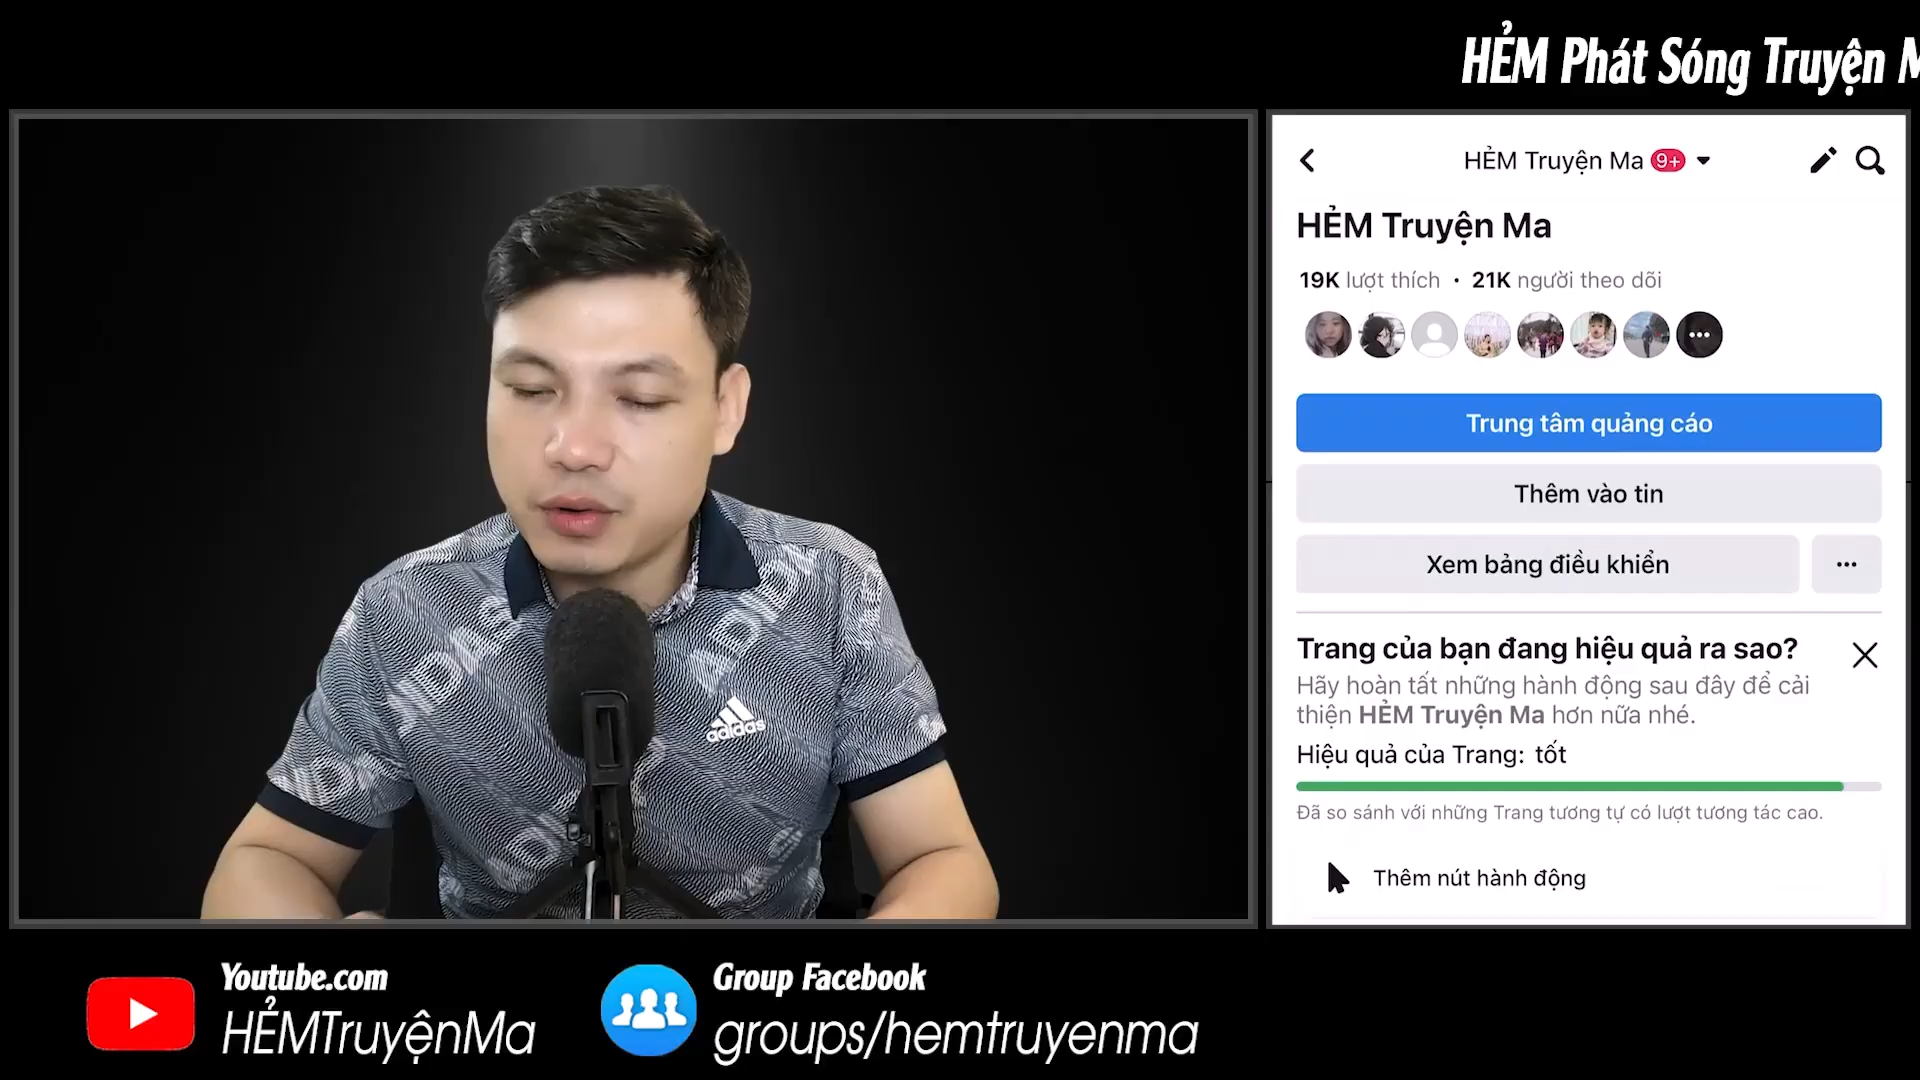 HẺM Phát Sóng Truyện M
HẺM Truyện Ma 9+
HẺM Truyện Ma
19K lượt thích • 21K người theo dõi
Trung tâm quảng cáo
Thêm vào tin
Xem bảng điều khiển
Trang của bạn đang hiệu quả ra sao?
Hãy hoàn tất những hành động sau đây để cải
thiện HẺM Truyện Ma hơn nữa nhé.
Hiệu quả của Trang: tốt
Đã so sánh với những Trang tương tự có lượt tương tác cao.
Thêm nút hành động
adidas
Youtube.com
HẺMTruyệnMa
Group Facebook
groups/hemtruyenma